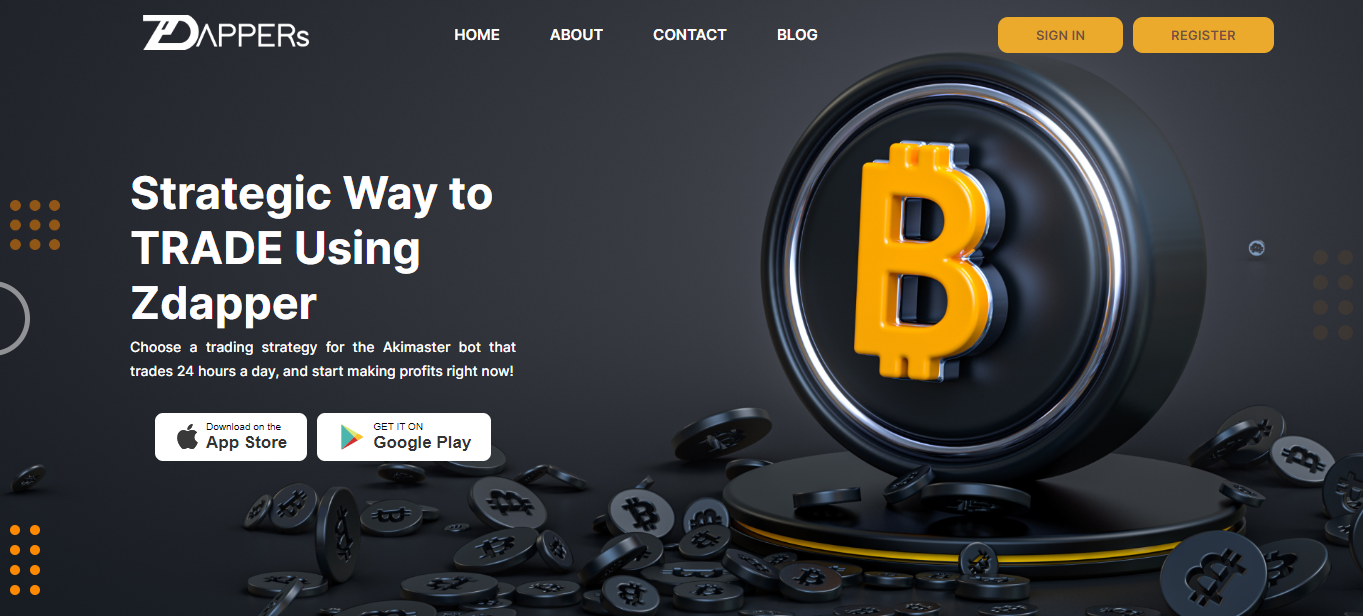 ZDAPPERs
HOME
ABOUT
CONTACT
BLOG
SIGN IN
REGISTER
Strategic Way to
TRADE Using
Zdapper
Choose a trading strategy for the Akimaster bot that
trades 24 hours a day, and start making profits right now!
Download on the
App Store
GET IT ON
Google Play